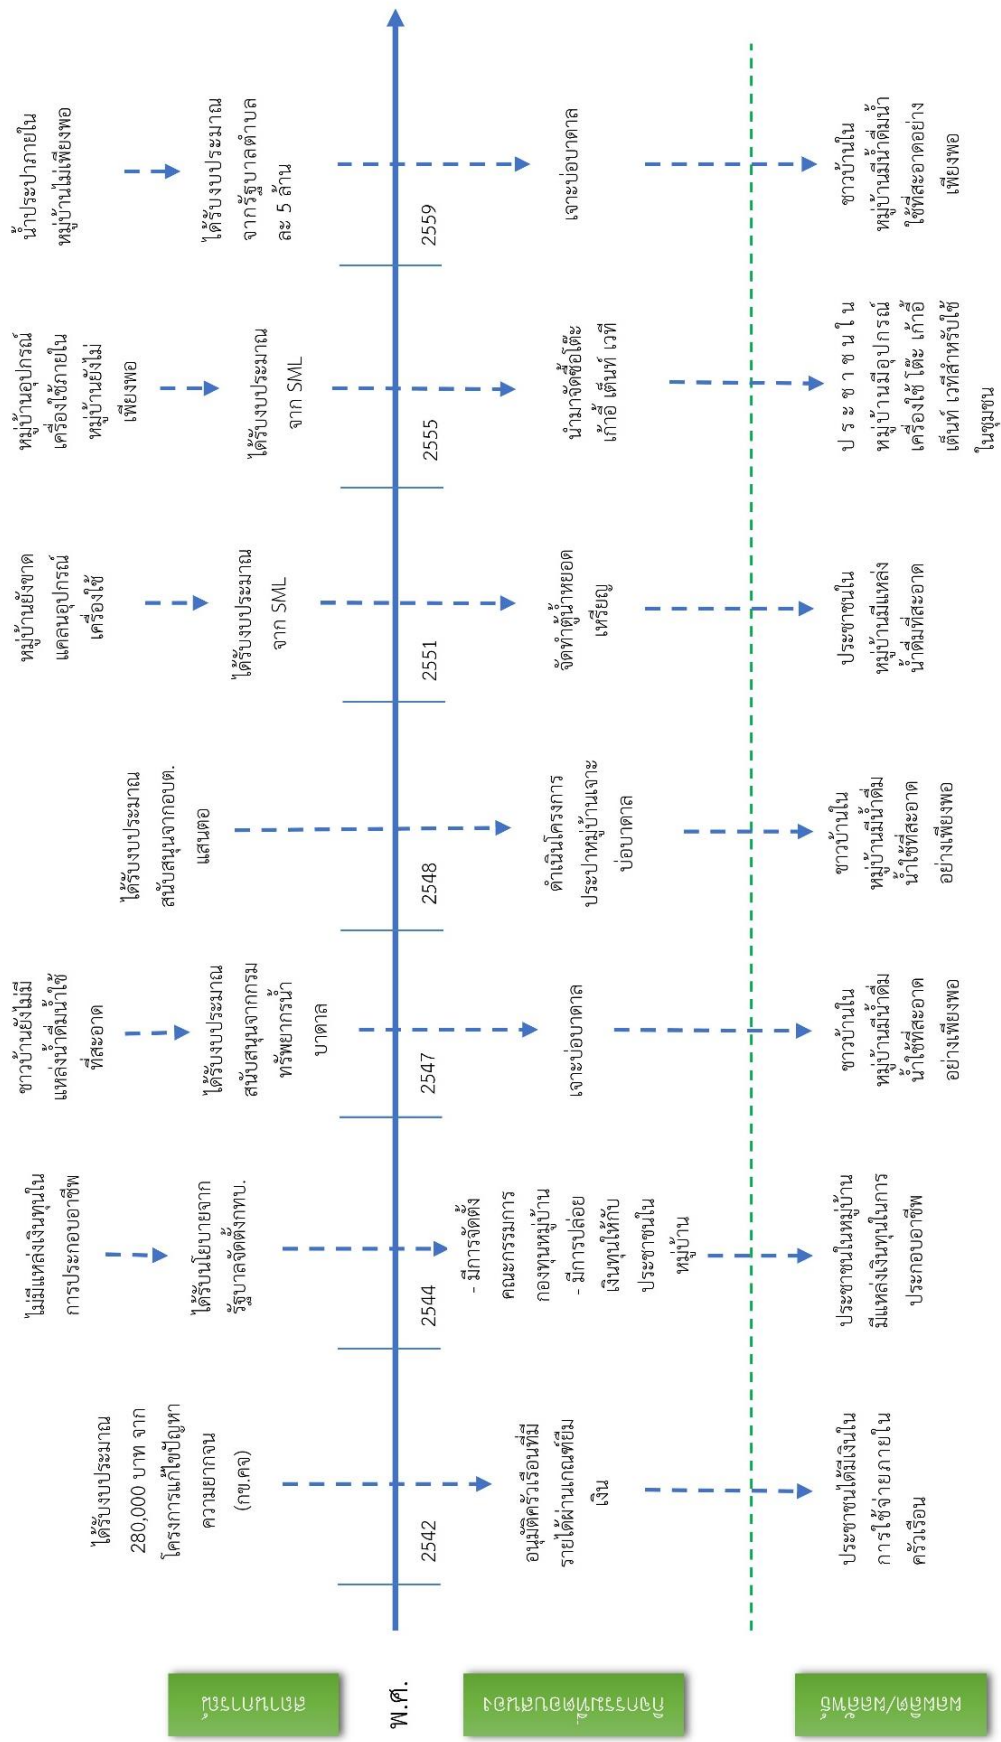 สถานการณ์
ได้รับงบประมาณ
280,000 บาท จาก
โครงการแก้ไขปัญหา
ความยากจน
(กข.คจ)
ไม่มีแหล่งเงินทุนใน
การประกอบอาชีพ
ได้รับนโยบายจาก
รัฐบาลจัดตั้งกทบ.
ชาวบ้านยังไม่มี
แหล่งน้ำดื่มน้ำใช้
ที่สะอาด
ได้รับงบประมาณ
สนับสนุนจากกรม
ทรัพยากรน้ำ
บาดาล
ได้รับงบประมาณ
สนับสนุนจากอบต.
แสนตอ
หมู่บ้านยังขาด
แคลนอุปกรณ์
เครื่องใช้
ได้รับงบประมาณ
จาก SML
หมู่บ้านอุปกรณ์
เครื่องใช้ภายใน
หมู่บ้านยังไม่
เพียงพอ
ได้รับงบประมาณ
จาก SML
น้ำประปาภายใน
หมู่บ้านไม่เพียงพอ
ได้รับงบประมาณ
จากรัฐบาลตำบล
ละ 5 ล้าน
พ.ศ.
2542
2544
2547
2548
2551
2555
2559
กิจกรรมที่ตอบสนอง
อนุมัติครัวเรือนที่มี
รายได้ผ่านเกณฑ์ยืม
เงิน
- มีการจัดตั้ง
คณะกรรมการ
กองทุนหมู่บ้าน
- มีการปล่อย
เงินทุนให้กับ
ประชาชนใน
หมู่บ้าน
เจาะบ่อบาดาล
ดำเนินโครงการ
ประปาหมู่บ้านเจาะ
บ่อบาดาล
จัดทำตู้น้ำหยอด
เหรียญ
นำมาจัดซื้อโต๊ะ
เก้าอี้ เต็นท์ เวที
เจาะบ่อบาดาล
ผลผลิต/ผลลัพธ์
ประชาชนได้มีเงินใน
การใช้จ่ายภายใน
ครัวเรือน
ประชาชนในหมู่บ้าน
มีแหล่งเงินทุนในการ
ประกอบอาชีพ
ชาวบ้านใน
หมู่บ้านมีน้ำดื่ม
น้ำใช้ที่สะอาด
อย่างเพียงพอ
ชาวบ้านใน
หมู่บ้านมีน้ำดื่ม
น้ำใช้ที่สะอาด
อย่างเพียงพอ
ประชาชนใน
หมู่บ้านมีแหล่ง
น้ำดื่มที่สะอาด
ประชาชนใน
หมู่บ้านมีอุปกรณ์
เครื่องใช้ โต๊ะ เก้าอี้
เต็นท์ เวทีสำหรับใช้
ในชุมชน
ชาวบ้านใน
หมู่บ้านมีน้ำดื่มน้ำ
ใช้ที่สะอาดอย่าง
เพียงพอ